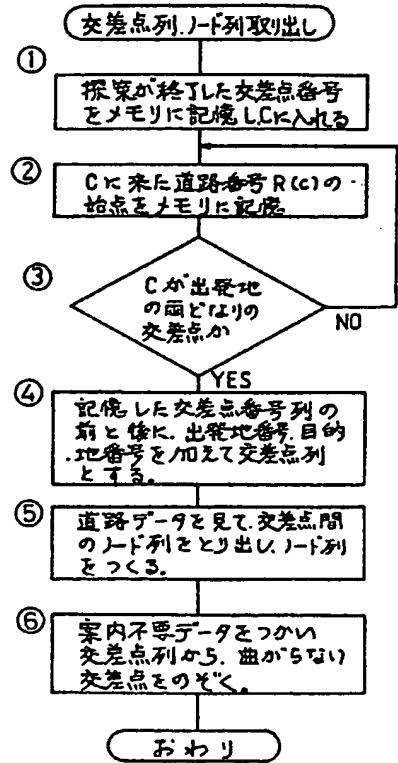 交差点列、ノード列取り出し
①
探索が終了した交差点番号
をメモリに記憶し、Cに入れる
②
Cに来た道路番号R(c)の
始点をメモリに記憶
③
Cが出発地
の両どなりの
交差点か
NO
YES
④
記憶した交差点番号列の
前と後に、出発地番号、目的
地番号を加えて交差点列
とする。
⑤
道路データを見て、交差点間
のノード列をとり出し、ノード列
をつくる。
⑥
案内不要データをつかい
交差点列から、曲がらない
交差点をのぞく。
おわり